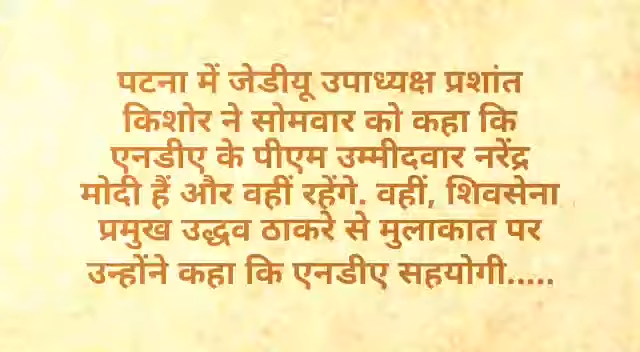 पटना में जेडीयू उपाध्यक्ष प्रशांत
किशोर ने सोमवार को कहा कि
एनडीए के पीएम उम्मीदवार नरेंद्र
मोदी हैं और वहीं रहेंगे. वहीं, शिवसेना
प्रमुख उद्धव ठाकरे से मुलाकात पर
उन्होंने कहा कि एनडीए सहयोगी.....